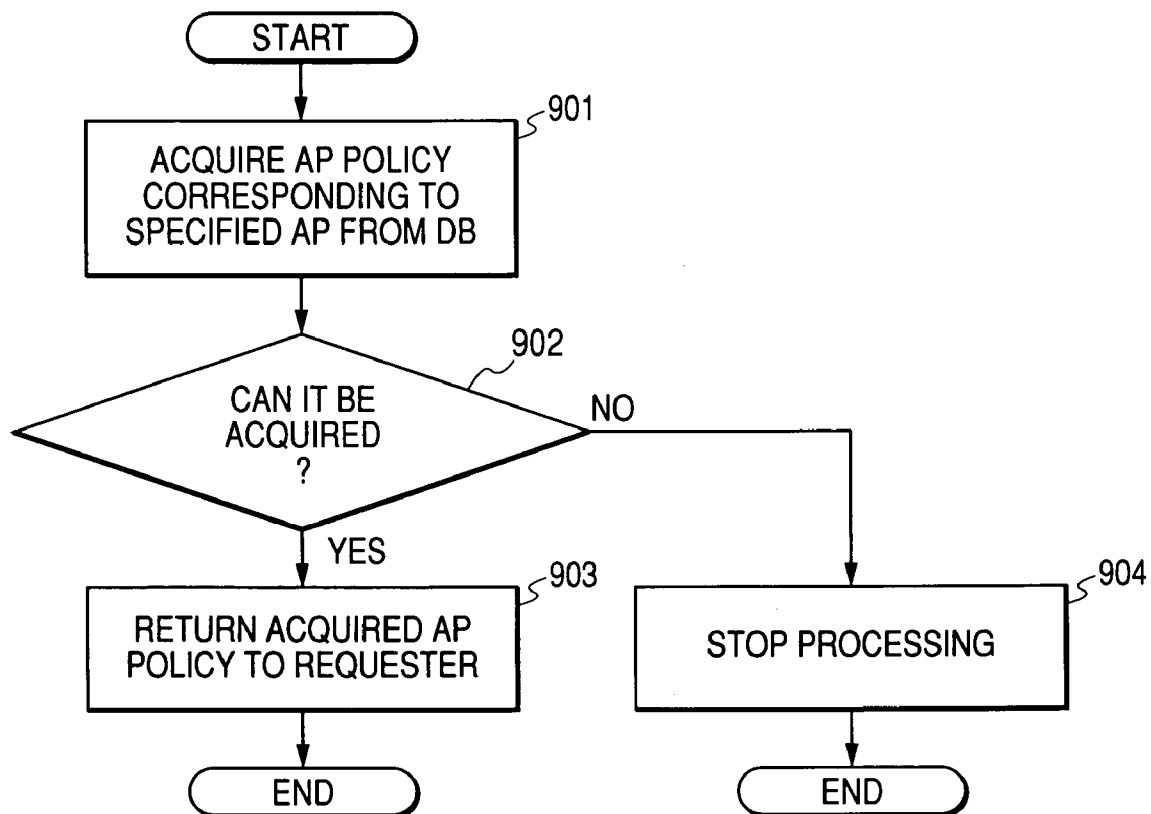 START
901
ACQUIRE AP POLICY
CORRESPONDING TO
SPECIFIED AP FROM DB
902
CAN IT BE
ACQUIRED
?
NO
YES
903
RETURN ACQUIRED AP
POLICY TO REQUESTER
904
STOP PROCESSING
END
END